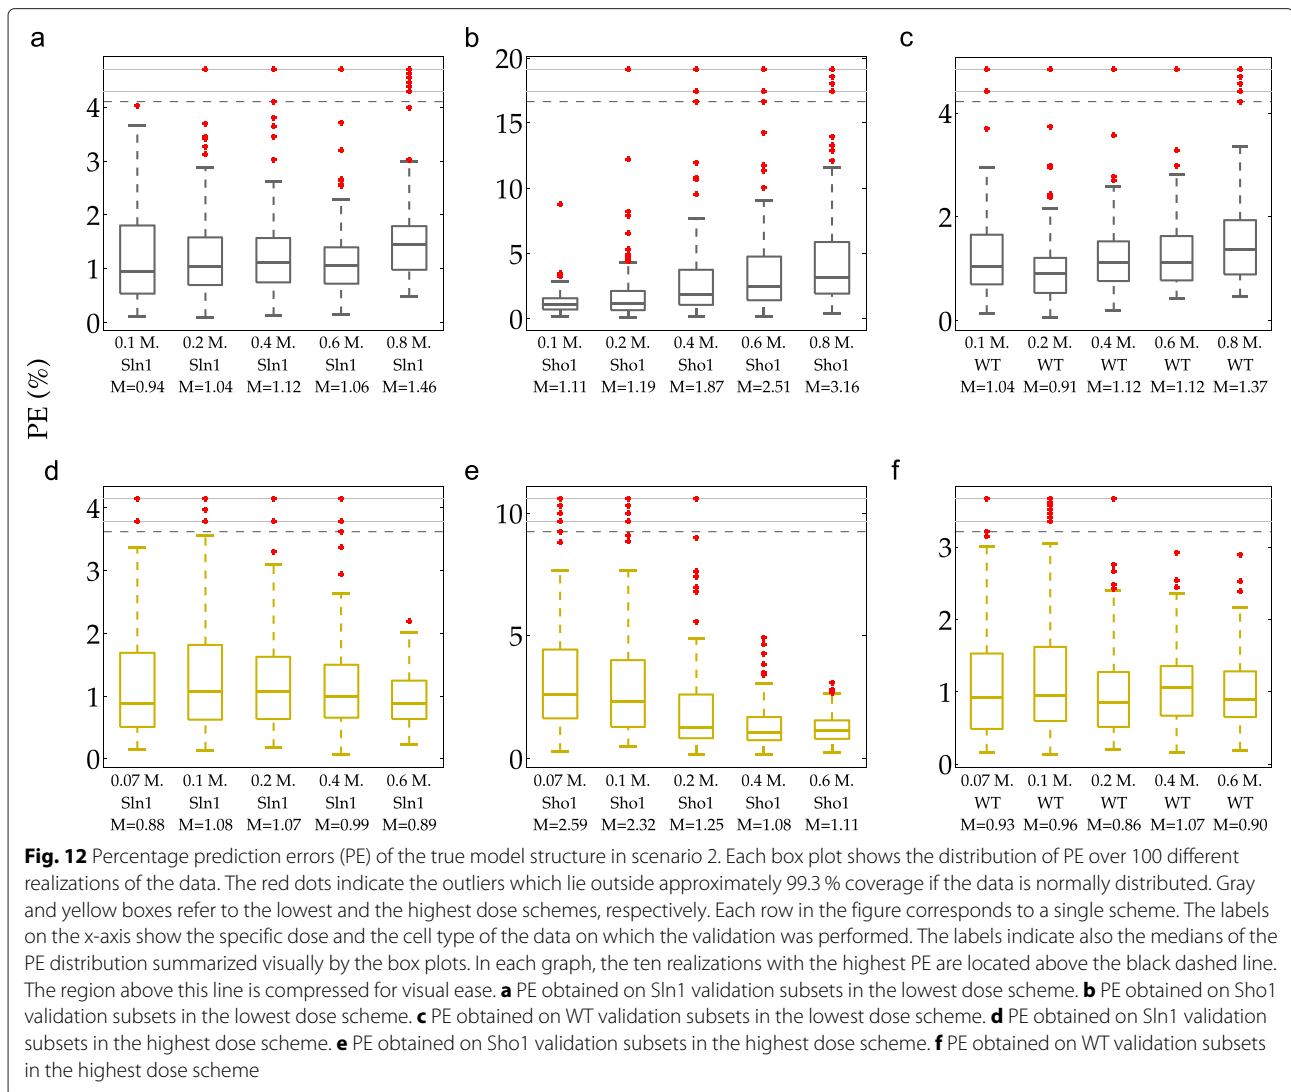 a
b
c
4
3
2
1
0
20
15
10
5
0
4
2
0
0.1 M. 0.2 M. 0.4 M. 0.6 M. 0.8 M.
Sln1 Sln1 Sln1 Sln1 Sln1
M=0.94 M=1.04 M=1.12 M=1.06 M=1.46
0.1 M. 0.2 M. 0.4 M. 0.6 M. 0.8 M.
Sho1 Sho1 Sho1 Sho1 Sho1
M=1.11 M=1.19 M=1.87 M=2.51 M=3.16
0.1 M. 0.2 M. 0.4 M. 0.6 M. 0.8 M.
WT WT WT WT WT
M=1.04 M=0.91 M=1.12 M=1.12 M=1.37
PE (%)
d
e
f
4
3
2
1
0
10
5
0
3
2
1
0
0.07 M. 0.1 M. 0.2 M. 0.4 M. 0.6 M.
Sln1 Sln1 Sln1 Sln1 Sln1
M=0.88 M=1.08 M=1.07 M=0.99 M=0.89
0.07 M. 0.1 M. 0.2 M. 0.4 M. 0.6 M.
Sho1 Sho1 Sho1 Sho1 Sho1
M=2.59 M=2.32 M=1.25 M=1.08 M=1.11
0.07 M. 0.1 M. 0.2 M. 0.4 M. 0.6 M.
WT WT WT WT WT
M=0.93 M=0.96 M=0.86 M=1.07 M=0.90
Fig. 12 Percentage prediction errors (PE) of the true model structure in scenario 2. Each box plot shows the distribution of PE over 100 different
realizations of the data. The red dots indicate the outliers which lie outside approximately 99.3 % coverage if the data is normally distributed. Gray
and yellow boxes refer to the lowest and the highest dose schemes, respectively. Each row in the figure corresponds to a single scheme. The labels
on the x-axis show the specific dose and the cell type of the data on which the validation was performed. The labels indicate also the medians of the
PE distribution summarized visually by the box plots. In each graph, the ten realizations with the highest PE are located above the black dashed line.
The region above this line is compressed for visual ease. a PE obtained on Sln1 validation subsets in the lowest dose scheme. b PE obtained on Sho1
validation subsets in the lowest dose scheme. c PE obtained on WT validation subsets in the lowest dose scheme. d PE obtained on Sln1 validation
subsets in the highest dose scheme. e PE obtained on Sho1 validation subsets in the highest dose scheme. f PE obtained on WT validation subsets
in the highest dose scheme